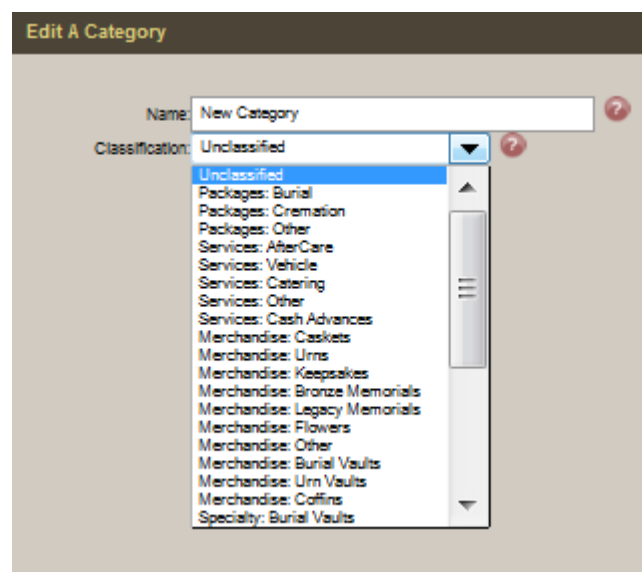 Edit A Category
Name: New Category ?
Classification: Unclassified ?
Unclassified
Packages: Burial
Packages: Cremation
Packages: Other
Services: AfterCare
Services: Vehicle
Services: Catering
Services: Other
Services: Cash Advances
Merchandise: Caskets
Merchandise: Urns
Merchandise: Keepsakes
Merchandise: Bronze Memorials
Merchandise: Legacy Memorials
Merchandise: Flowers
Merchandise: Other
Merchandise: Burial Vaults
Merchandise: Urn Vaults
Merchandise: Coffins
Specialty: Burial Vaults